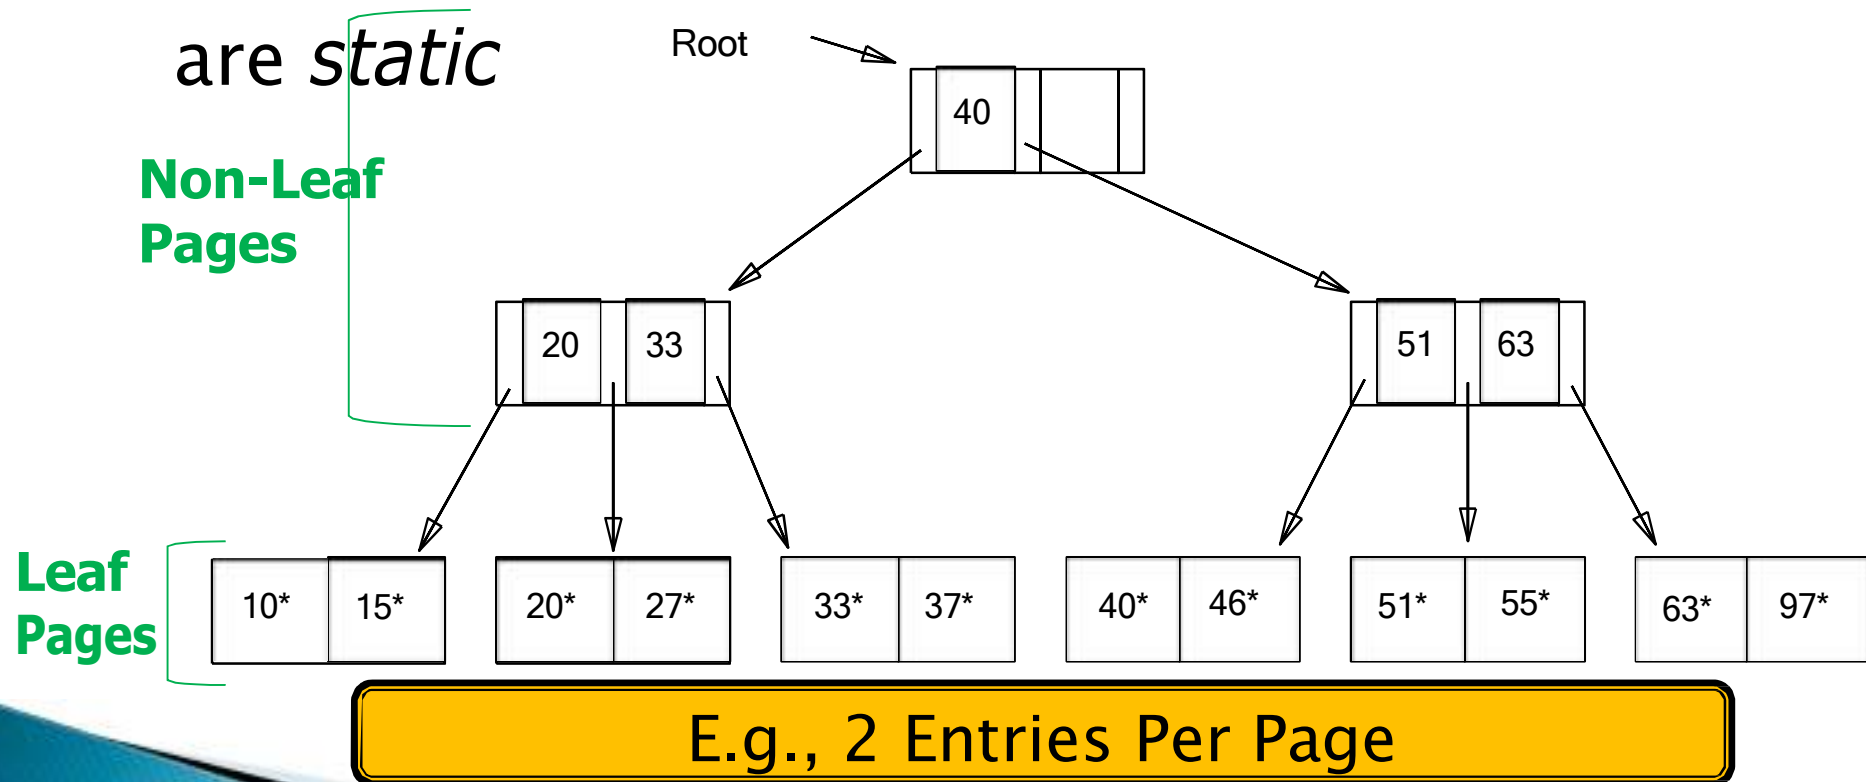 are static
Root
40
Non-Leaf
Pages
20 33
51 63
Leaf
Pages
10* 15* 20* 27* 33* 37* 40* 46* 51* 55* 63* 97*
E.g., 2 Entries Per Page